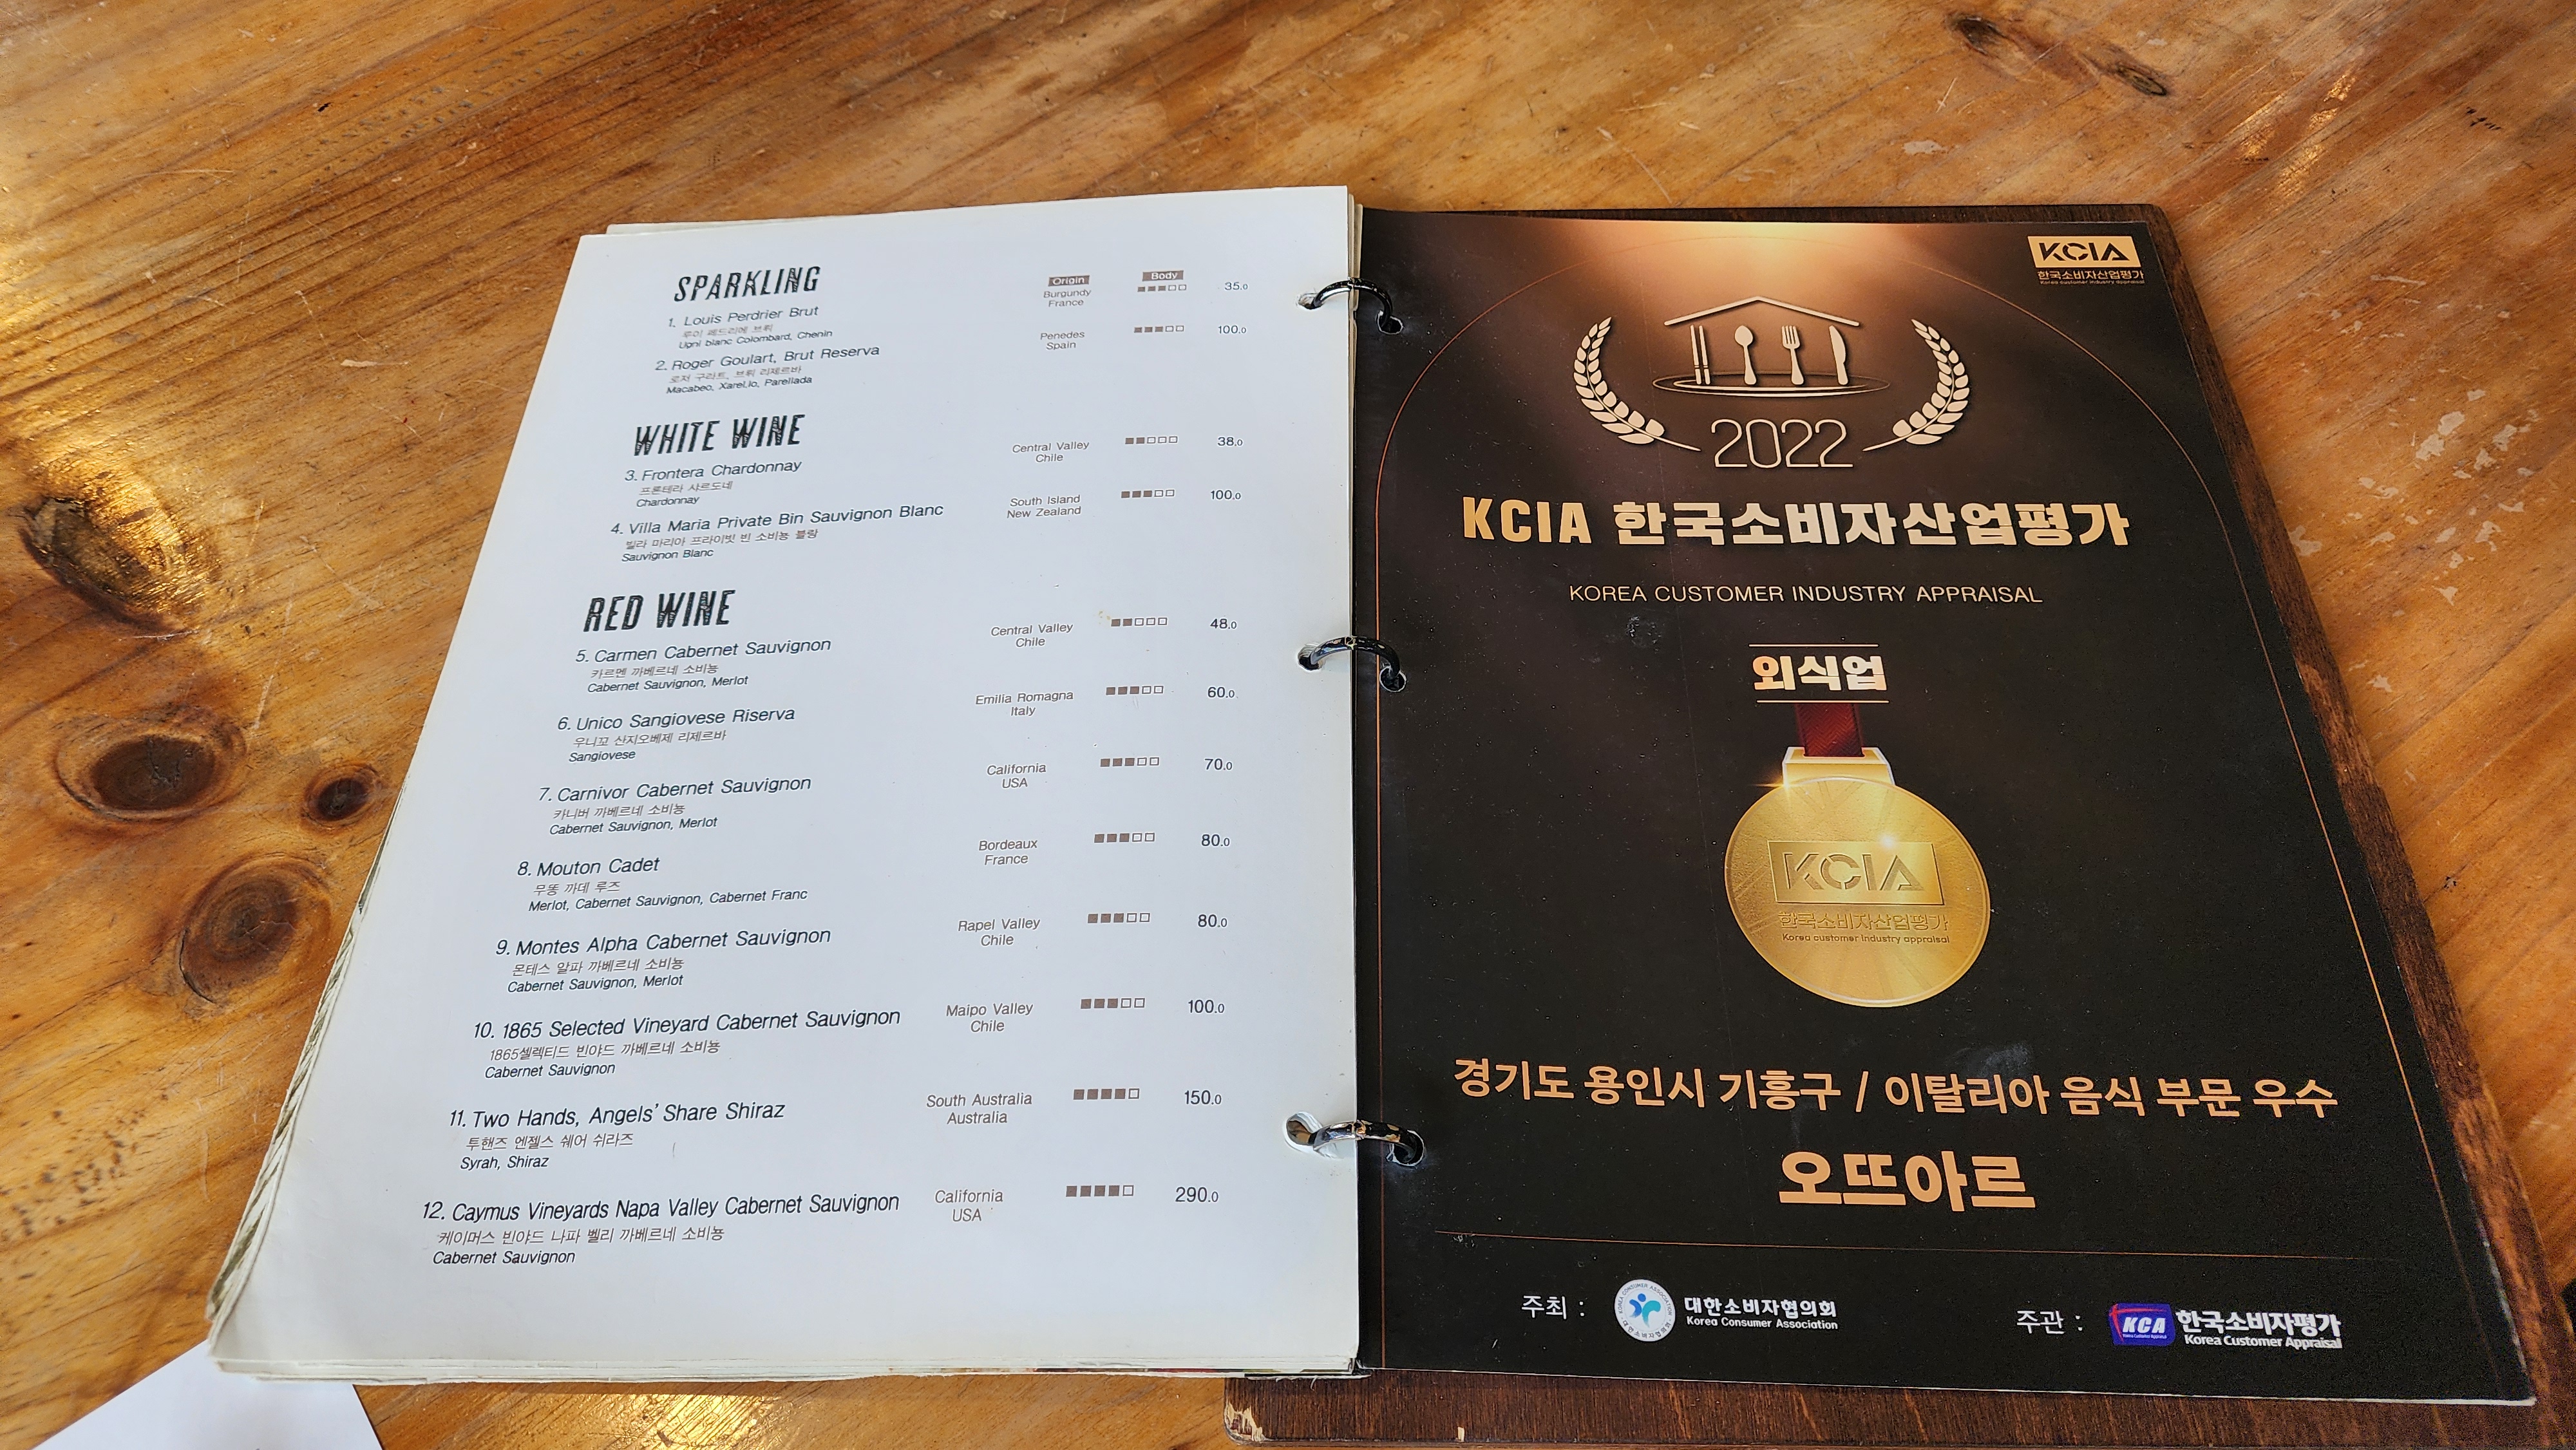 SPARKLING
Origin Body
1. Louis Perdrier Brut
루이 페드리에 브뤼
Ugni blanc Colombard, Chenin
Burgundy
France
35.0
2. Roger Goulart, Brut Reserva
로저 구라트, 브뤼 리제르바
Macabeo, Xarel.lo, Parellada
Penedes
Spain
100.0
WHITE WINE
3. Frontera Chardonnay
프론테라 샤르도네
Chardonnay
Central Valley
Chile
38.0
4. Villa Maria Private Bin Sauvignon Blanc
빌라 마리아 프라이빗 빈 소비뇽 블랑
Sauvignon Blanc
South Island
New Zealand
100.0
RED WINE
5. Carmen Cabernet Sauvignon
카르멘 까베르네 소비뇽
Cabernet Sauvignon, Merlot
Central Valley
Chile
48.0
6. Unico Sangiovese Riserva
우니꼬 산지오베제 리제르바
Sangiovese
Emilia Romagna
Italy
60.0
7. Carnivor Cabernet Sauvignon
카니버 까베르네 소비뇽
Cabernet Sauvignon, Merlot
California
USA
70.0
8. Mouton Cadet
무똥 까데 루즈
Merlot, Cabernet Sauvignon, Cabernet Franc
Bordeaux
France
80.0
9. Montes Alpha Cabernet Sauvignon
몬테스 알파 까베르네 소비뇽
Cabernet Sauvignon, Merlot
Rapel Valley
Chile
80.0
10. 1865 Selected Vineyard Cabernet Sauvignon
1865셀렉티드 빈야드 까베르네 소비뇽
Cabernet Sauvignon
Maipo Valley
Chile
100.0
11. Two Hands, Angels' Share Shiraz
투핸즈 엔젤스 쉐어 쉬라즈
Syrah, Shiraz
South Australia
Australia
150.0
12. Caymus Vineyards Napa Valley Cabernet Sauvignon
케이머스 빈야드 나파 벨리 까베르네 소비뇽
Cabernet Sauvignon
California
USA
290.0
KCIA
한국소비자산업평가
Korea customer industry appraisal
2022
KCIA 한국소비자산업평가
KOREA CUSTOMER INDUSTRY APPRAISAL
외식업
KCIA
한국소비자산업평가
Korea customer industry appraisal
경기도 용인시 기흥구 / 이탈리아 음식 부문 우수
오뜨아르
주최 : 대한소비자협의회
Korea Consumer Association
주관 : KCA 한국소비자평가
Korea Customer Appraisal